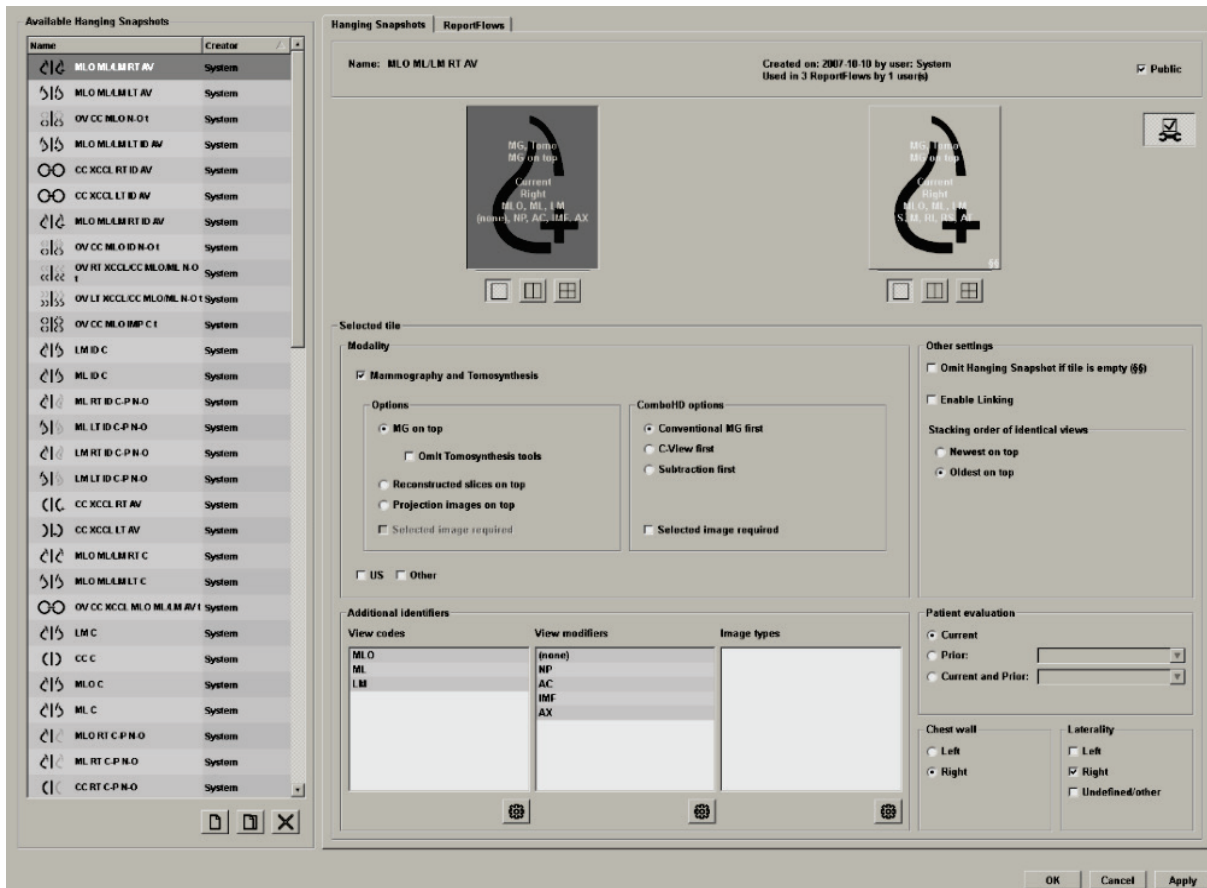 Available Hanging Snapshots
Name Creator
MLO ML/LM RT AV System
MLO ML/LM LT AV System
OV CC MLO N-O t System
MLO ML/LM LT ID AV System
CC XCCL RT ID AV System
CC XCCL LT ID AV System
MLO ML/LM RT ID AV System
OV CC MLO ID N-O t System
OV RT XCCL/CC MLO/ML N-O t System
OV LT XCCL/CC MLO/ML N-O t System
OV CC MLO IMP C t System
LM ID C System
ML ID C System
ML RT ID C-P N-O System
ML LT ID C-P N-O System
LM RT ID C-P N-O System
LM LT ID C-P N-O System
CC XCCL RT AV System
CC XCCL LT AV System
MLO ML/LM RT C System
MLO ML/LM LT C System
OV CC XCCL MLO ML/LM AV t System
LM C System
CC C System
MLO C System
ML C System
MLO RT C-P N-O System
ML RT C-P N-O System
CC RT C-P N-O System
Hanging Snapshots ReportFlows
Name: MLO ML/LM RT AV
Created on: 2007-10-10 by user: System
Used in 3 ReportFlows by 1 user(s)
Public
MG, Tomo
MG on top
Current
Right
MLO, ML, LM
(none), NP, AC, IMF, AX
MG, Tomo
MG on top
Current
Right
MLO, ML, LM
S, M, RL, RS, AT
§§
Selected tile
Modality
Mammography and Tomosynthesis
Options
MG on top
Omit Tomosynthesis tools
Reconstructed slices on top
Projection images on top
Selected image required
ComboHD options
Conventional MG first
C-View first
Subtraction first
Selected image required
US Other
Other settings
Omit Hanging Snapshot if tile is empty (§§)
Enable Linking
Stacking order of identical views
Newest on top
Oldest on top
Additional identifiers
View codes
MLO
ML
LM
View modifiers
(none)
NP
AC
IMF
AX
Image types
Patient evaluation
Current
Prior:
Current and Prior:
Chest wall
Left
Right
Laterality
Left
Right
Undefined/other
OK Cancel Apply